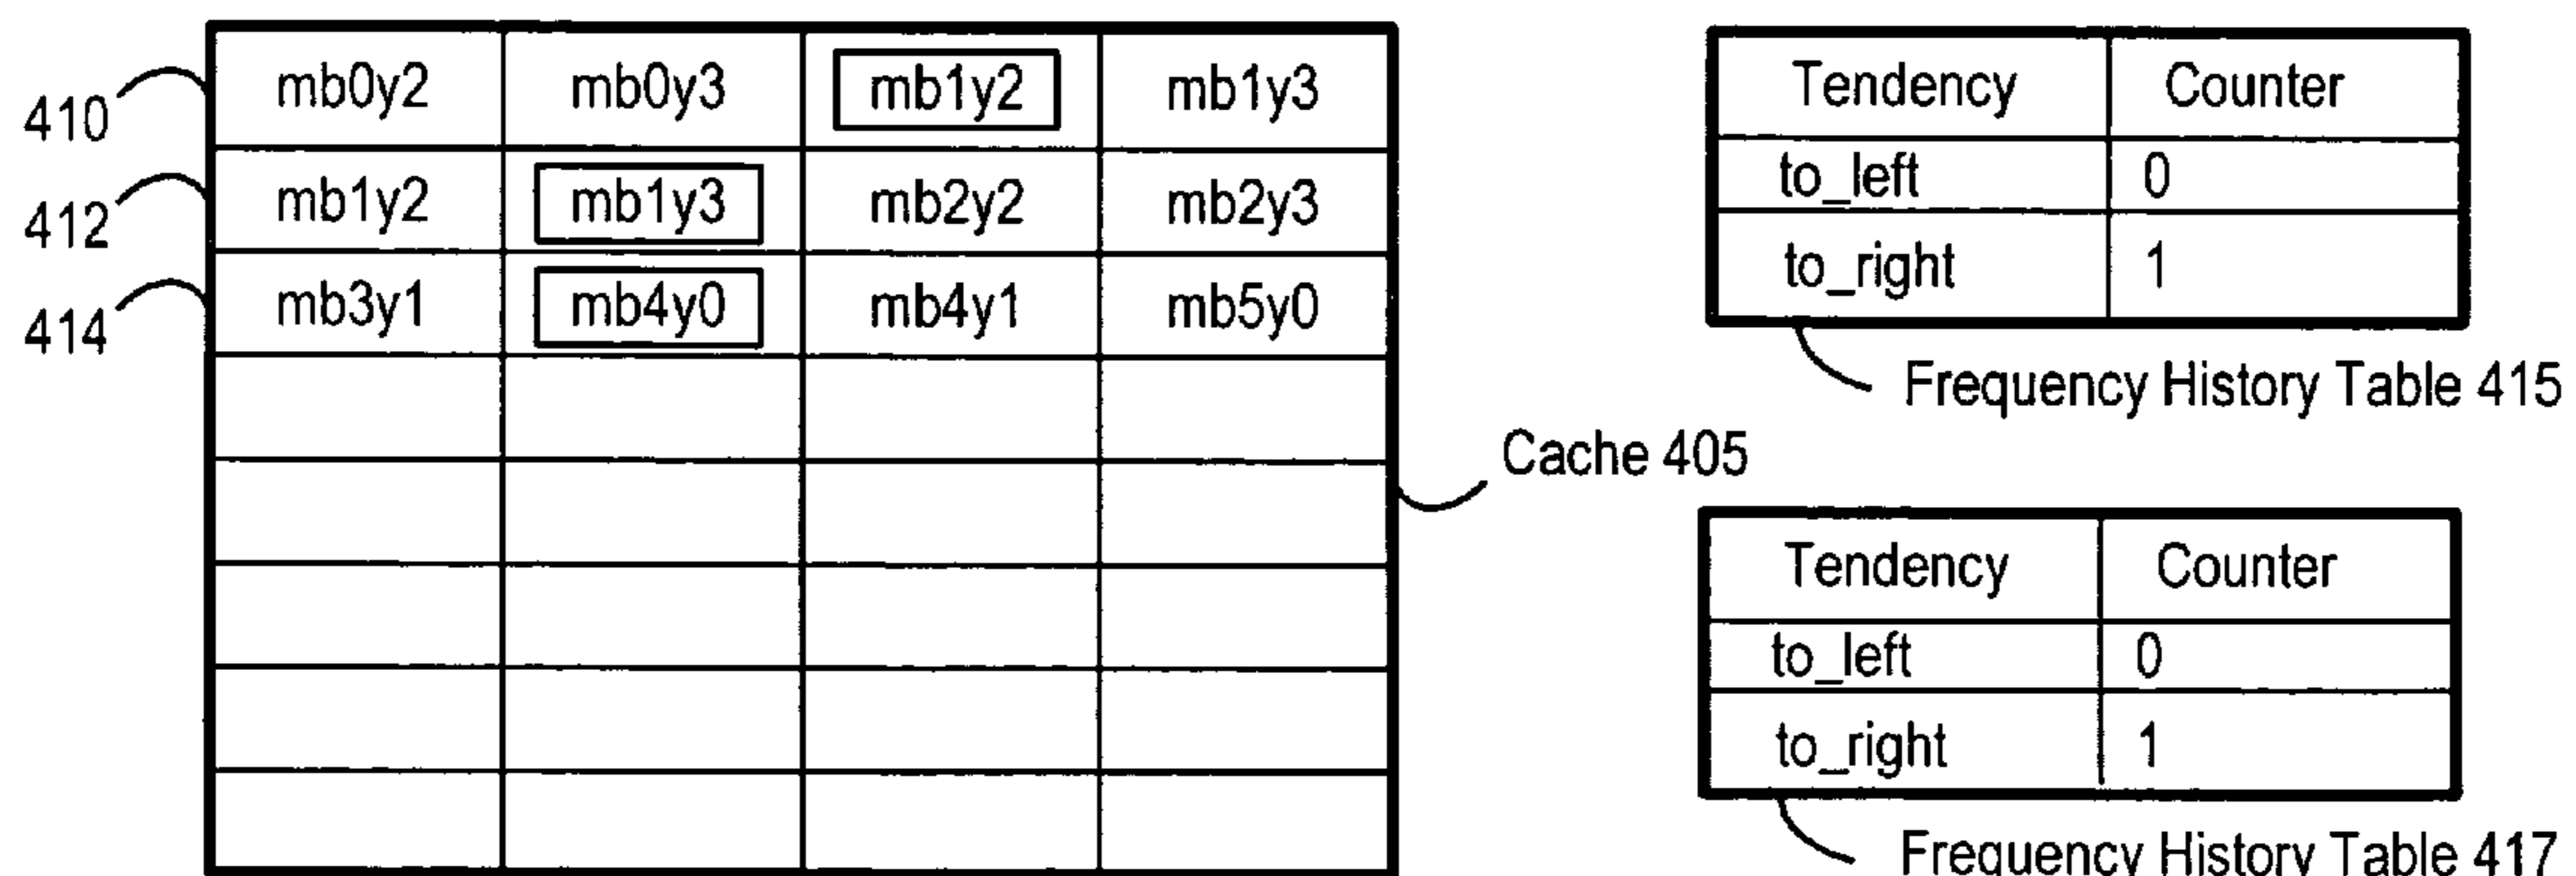 410 mb0y2 mb0y3 mb1y2 mb1y3
412 mb1y2 mb1y3 mb2y2 mb2y3
414 mb3y1 mb4y0 mb4y1 mb5y0
Tendency Counter
to_left 0
to_right 1
Frequency History Table 415
Cache 405
Tendency Counter
to_left 0
to_right 1
Frequency History Table 417